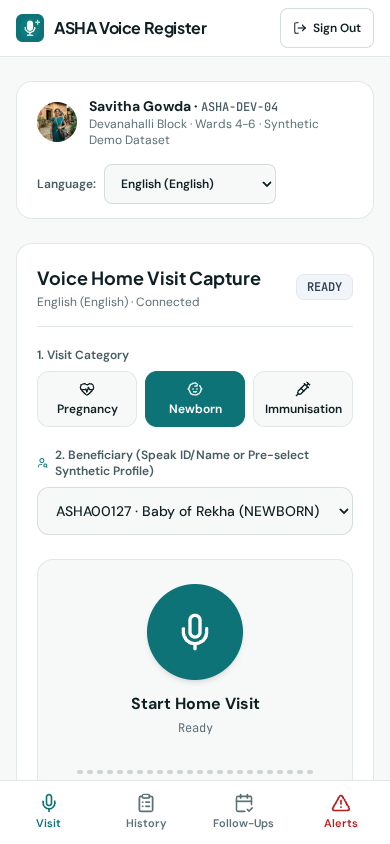 ASHA Voice Register
Sign Out
Savitha Gowda · ASHA-DEV-04
Devanahalli Block · Wards 4-6 · Synthetic
Demo Dataset
Language:
English (English)
Voice Home Visit Capture
English (English) · Connected
READY
1. Visit Category
Pregnancy
Newborn
Immunisation
2. Beneficiary (Speak ID/Name or Pre-select
Synthetic Profile)
ASHA00127 · Baby of Rekha (NEWBORN)
Start Home Visit
Ready
Visit
History
Follow-Ups
Alerts